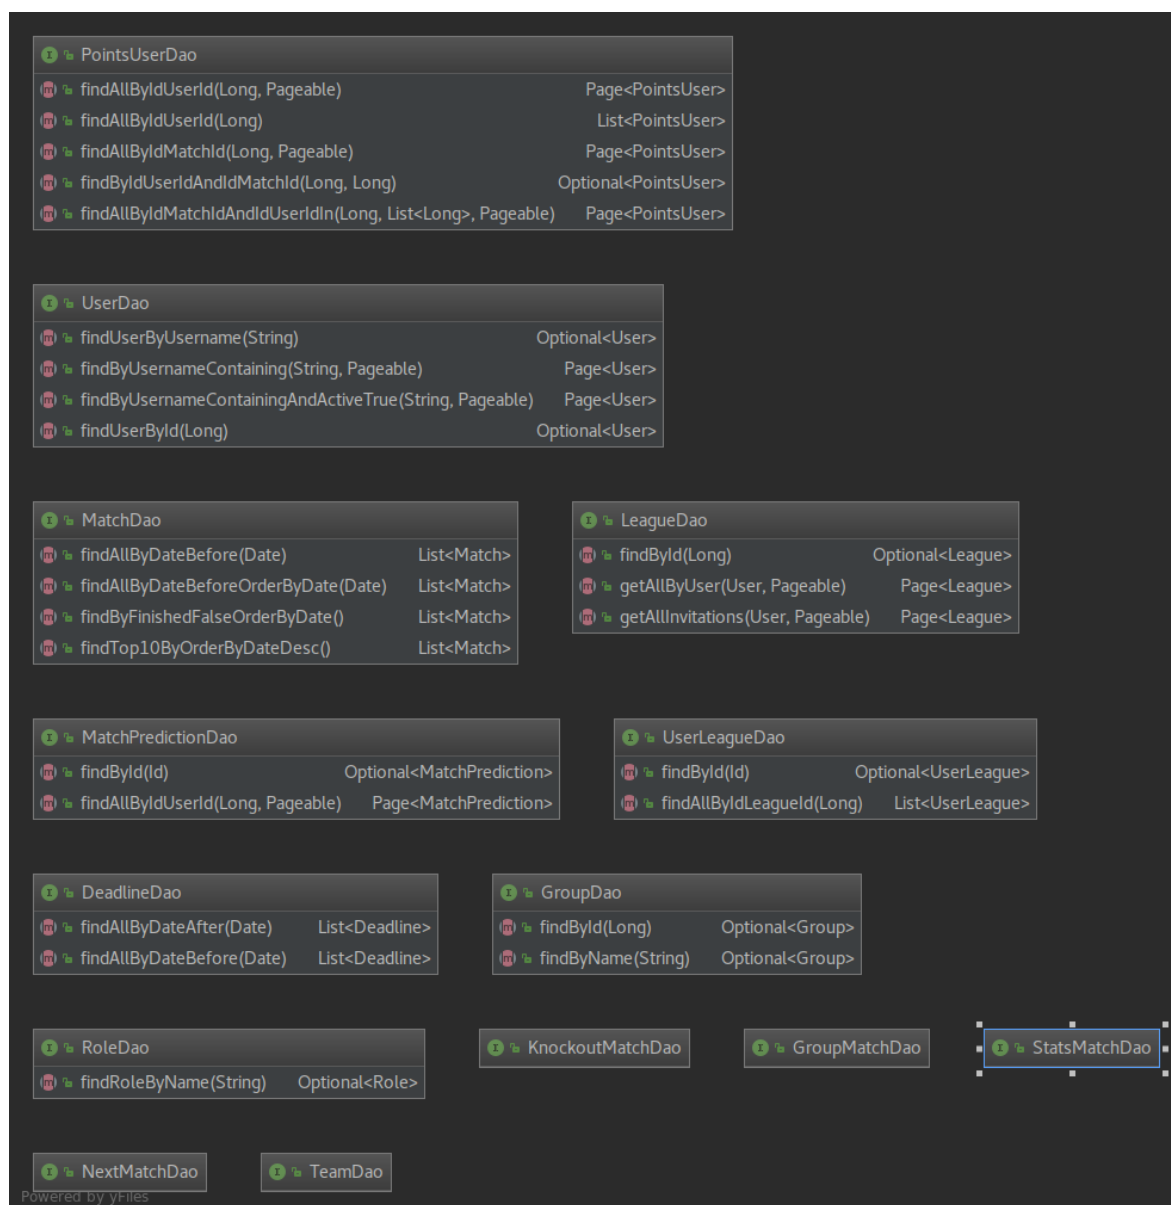 PointsUserDao
findAllByIdUserId(Long, Pageable) Page<PointsUser>
findAllByIdUserId(Long) List<PointsUser>
findAllByIdMatchId(Long, Pageable) Page<PointsUser>
findByIdUserIdAndIdMatchId(Long, Long) Optional<PointsUser>
findAllByIdMatchIdAndIdUserIdIn(Long, List<Long>, Pageable) Page<PointsUser>
UserDao
findUserByUsername(String) Optional<User>
findByUsernameContaining(String, Pageable) Page<User>
findByUsernameContainingAndActiveTrue(String, Pageable) Page<User>
findUserById(Long) Optional<User>
MatchDao
findAllByDateBefore(Date) List<Match>
findAllByDateBeforeOrderByDate(Date) List<Match>
findByFinishedFalseOrderByDate() List<Match>
findTop10ByOrderByDateDesc() List<Match>
LeagueDao
findById(Long) Optional<League>
getAllByUser(User, Pageable) Page<League>
getAllInvitations(User, Pageable) Page<League>
MatchPredictionDao
findById(Id) Optional<MatchPrediction>
findAllByIdUserId(Long, Pageable) Page<MatchPrediction>
UserLeagueDao
findById(Id) Optional<UserLeague>
findAllByIdLeagueId(Long) List<UserLeague>
DeadlineDao
findAllByDateAfter(Date) List<Deadline>
findAllByDateBefore(Date) List<Deadline>
GroupDao
findById(Long) Optional<Group>
findByName(String) Optional<Group>
RoleDao
findRoleByName(String) Optional<Role>
KnockoutMatchDao
GroupMatchDao
StatsMatchDao
NextMatchDao
TeamDao
Powered by yFiles